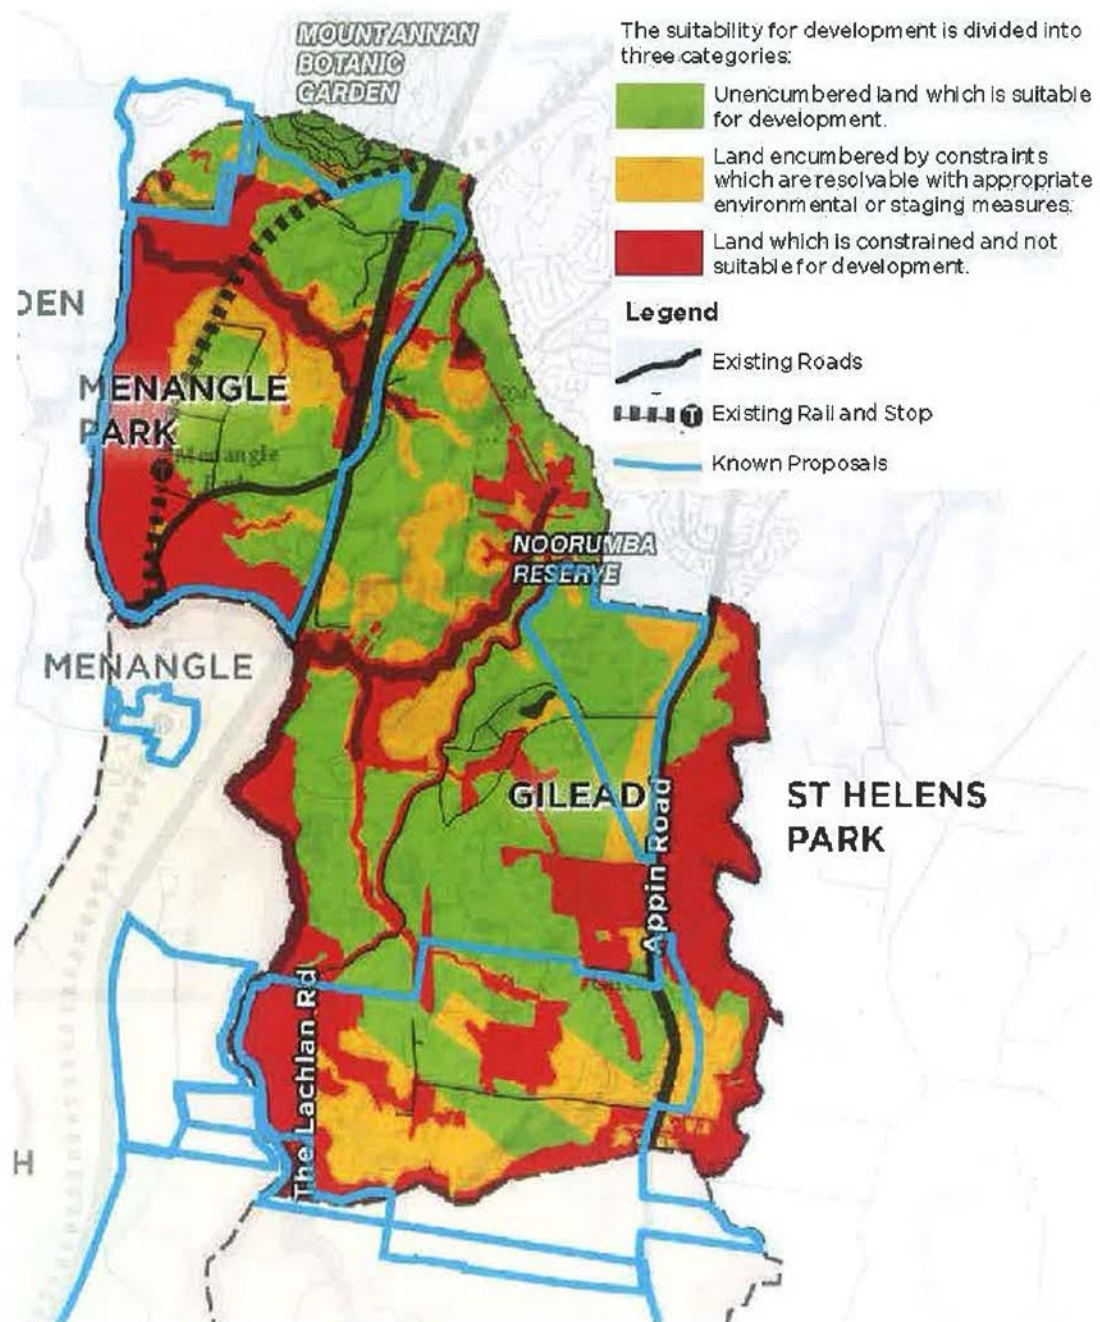 MOUNT ANNAN
BOTANIC
GARDEN
The suitability for development is divided into
three categories:
Unencumbered land which is suitable
for development.
Land encumbered by constraints
which are resolvable with appropriate
environmental or staging measures.
Land which is constrained and not
suitable for development.
Legend
Existing Roads
T
Existing Rail and Stop
Known Proposals
DEN
MENANGLE
PARK
Menangle
NOORUMBA
RESERVE
MENANGLE
GILEAD
Appin Road
ST HELENS
PARK
The Lachlan Rd
H